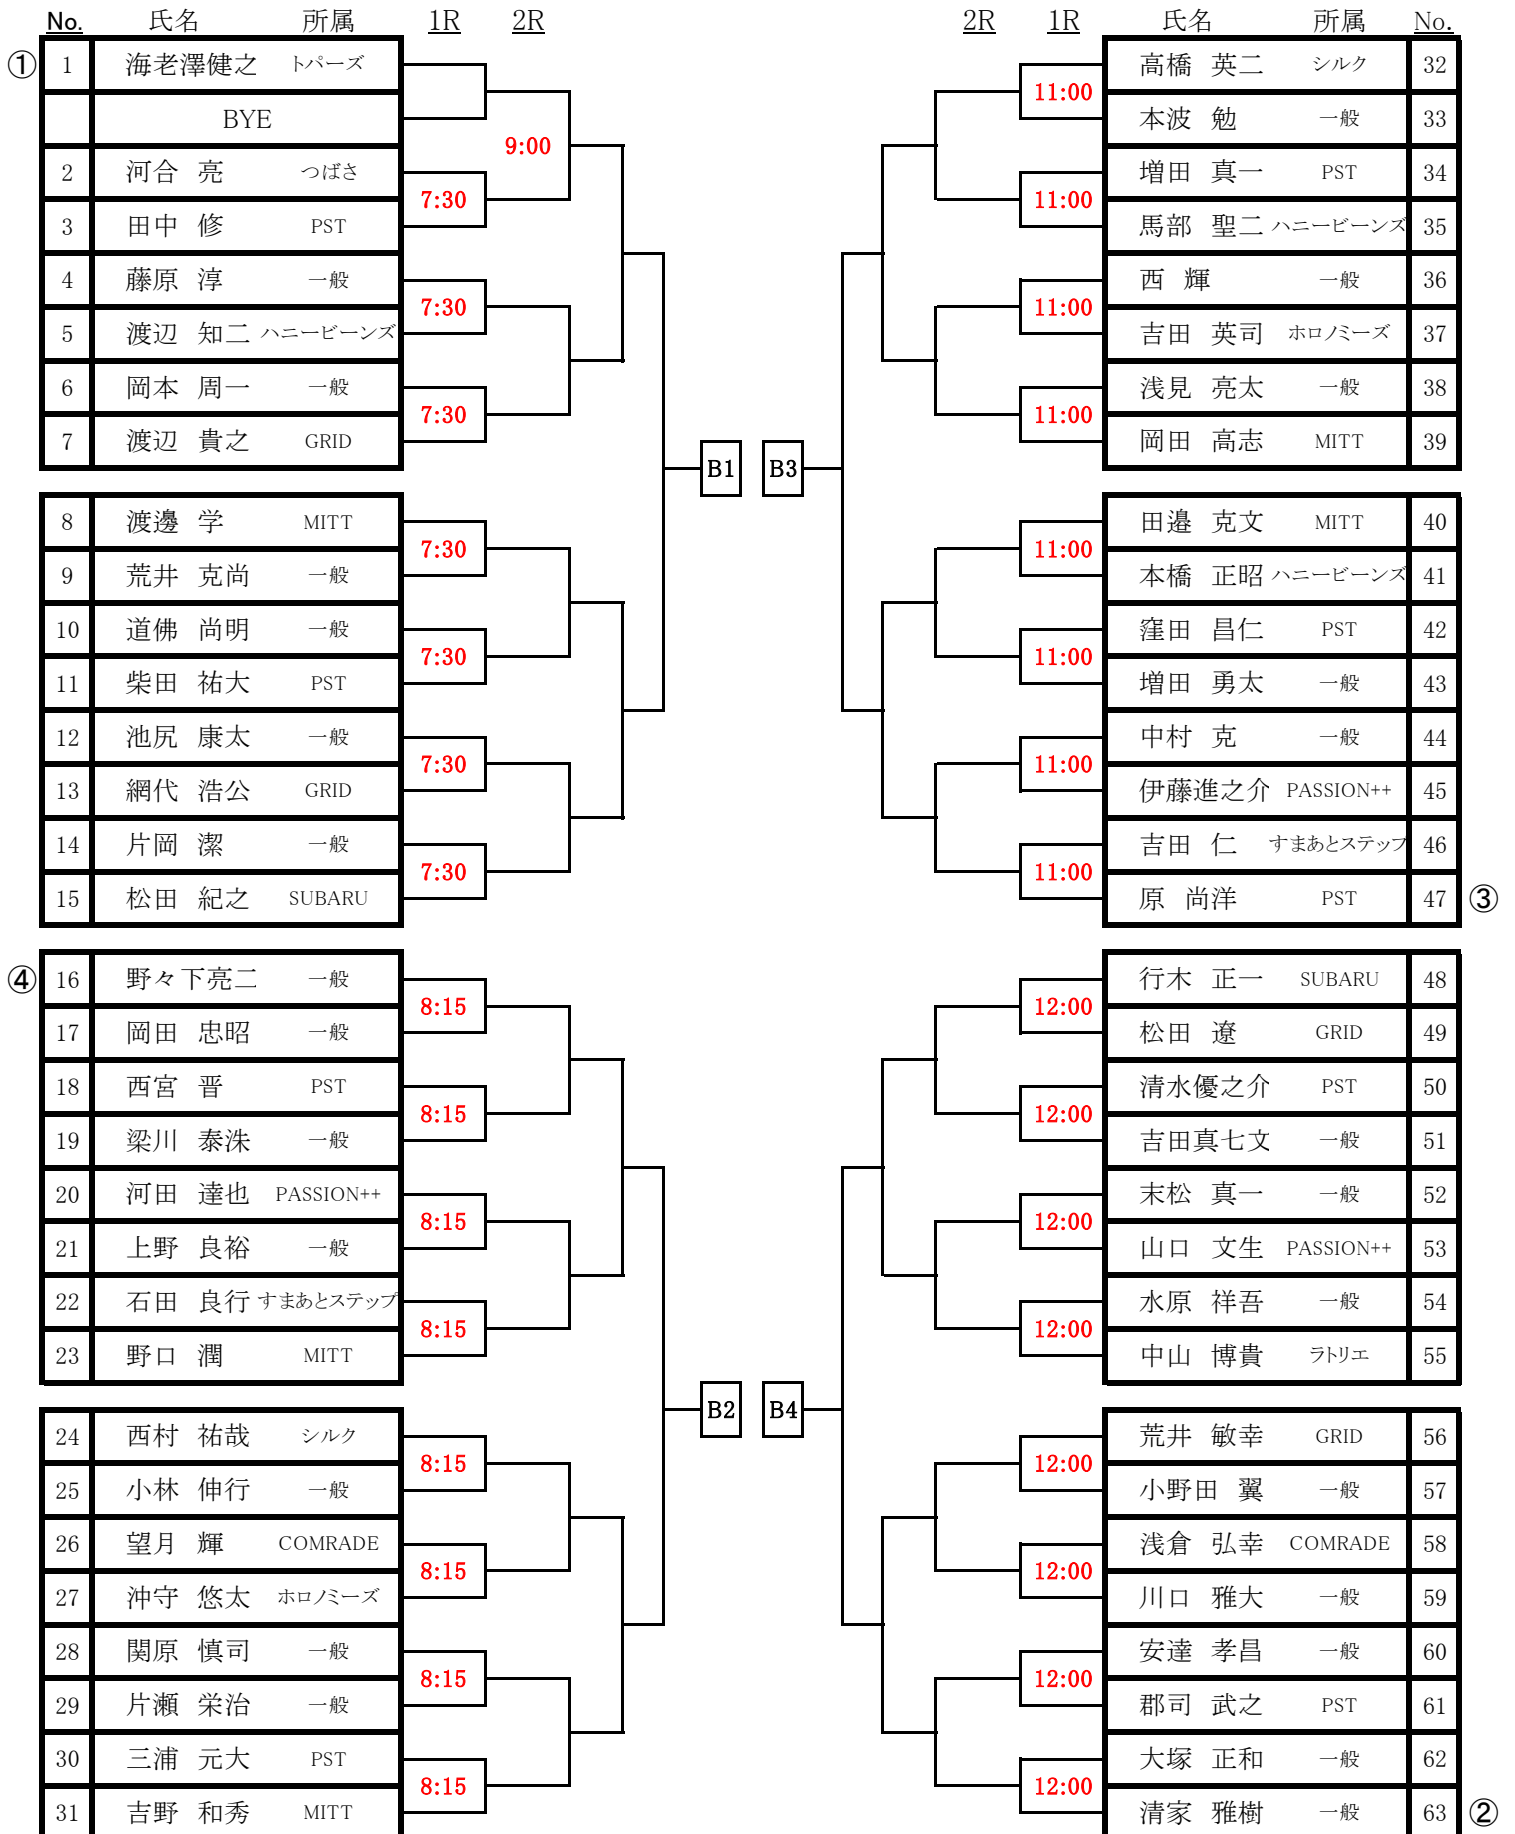 No. 氏名 所属 1R 2R
① 1 海老澤健之 トパーズ
BYE
9:00
2 河合 亮 つばさ
7:30
3 田中 修 PST
4 藤原 淳 一般
7:30
5 渡辺 知二 ハニービーンズ
6 岡本 周一 一般
7:30
7 渡辺 貴之 GRID
B1
8 渡邊 学 MITT
7:30
9 荒井 克尚 一般
10 道佛 尚明 一般
7:30
11 柴田 祐大 PST
12 池尻 康太 一般
7:30
13 網代 浩公 GRID
14 片岡 潔 一般
7:30
15 松田 紀之 SUBARU
④ 16 野々下亮二 一般
8:15
17 岡田 忠昭 一般
18 西宮 晋 PST
8:15
19 梁川 泰洙 一般
20 河田 達也 PASSION++
8:15
21 上野 良裕 一般
22 石田 良行 すまあとステップ
8:15
23 野口 潤 MITT
B2
24 西村 祐哉 シルク
8:15
25 小林 伸行 一般
26 望月 輝 COMRADE
8:15
27 沖守 悠太 ホロノミーズ
28 関原 慎司 一般
8:15
29 片瀬 栄治 一般
30 三浦 元大 PST
8:15
31 吉野 和秀 MITT
2R 1R 氏名 所属 No.
高橋 英二 シルク 32
11:00
本波 勉 一般 33
増田 真一 PST 34
11:00
馬部 聖二 ハニービーンズ 35
西 輝 一般 36
11:00
吉田 英司 ホロノミーズ 37
浅見 亮太 一般 38
11:00
岡田 高志 MITT 39
B3
田邉 克文 MITT 40
11:00
本橋 正昭 ハニービーンズ 41
窪田 昌仁 PST 42
11:00
増田 勇太 一般 43
中村 克 一般 44
11:00
伊藤進之介 PASSION++ 45
吉田 仁 すまあとステップ 46
11:00
原 尚洋 PST 47 ③
行木 正一 SUBARU 48
12:00
松田 遼 GRID 49
清水優之介 PST 50
12:00
吉田真七文 一般 51
末松 真一 一般 52
12:00
山口 文生 PASSION++ 53
水原 祥吾 一般 54
12:00
中山 博貴 ラトリエ 55
B4
荒井 敏幸 GRID 56
12:00
小野田 翼 一般 57
浅倉 弘幸 COMRADE 58
12:00
川口 雅大 一般 59
安達 孝昌 一般 60
12:00
郡司 武之 PST 61
大塚 正和 一般 62
12:00
清家 雅樹 一般 63 ②